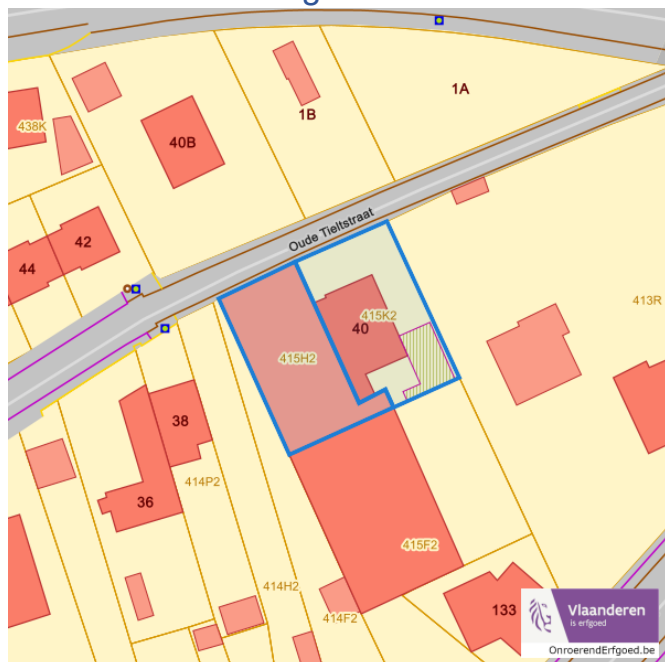 1A
1B
438K
40B
Oude Tieltstraat
42
44
413R
415K2
40
415H2
38
414P2
36
415F2
414H2
414F2
133
Vlaanderen
is erfgoed
OnroerendErfgoed.be